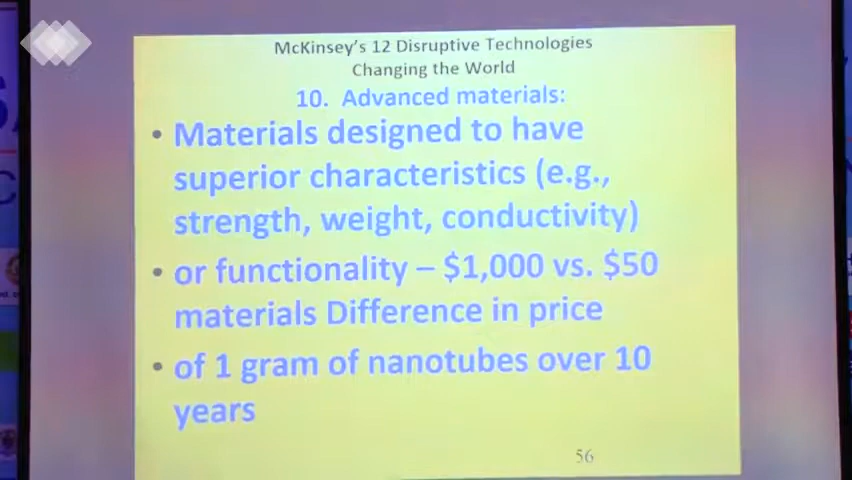 McKinsey's 12 Disruptive Technologies
Changing the World
10. Advanced materials:
• Materials designed to have
superior characteristics (e.g.,
strength, weight, conductivity)
• or functionality – $1,000 vs. $50
materials Difference in price
• of 1 gram of nanotubes over 10
years
56